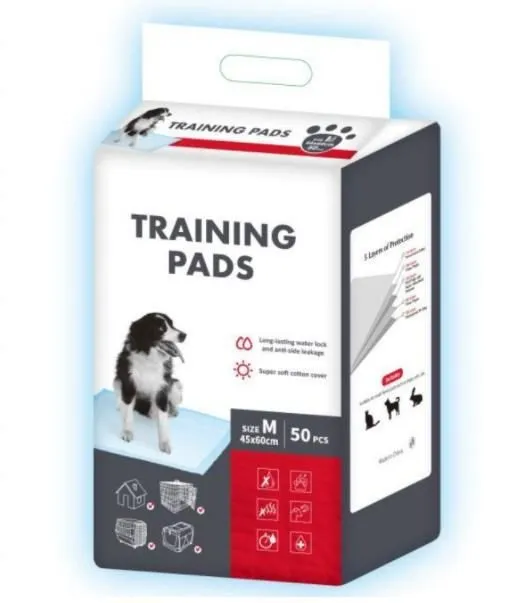 TRAINING PADS
TRAINING
PADS
Long-lasting water lock
and anti-side leakage
Super soft cotton cover
SIZE M
45x60cm
50 PCS
5 Layers of Protection
Made in China